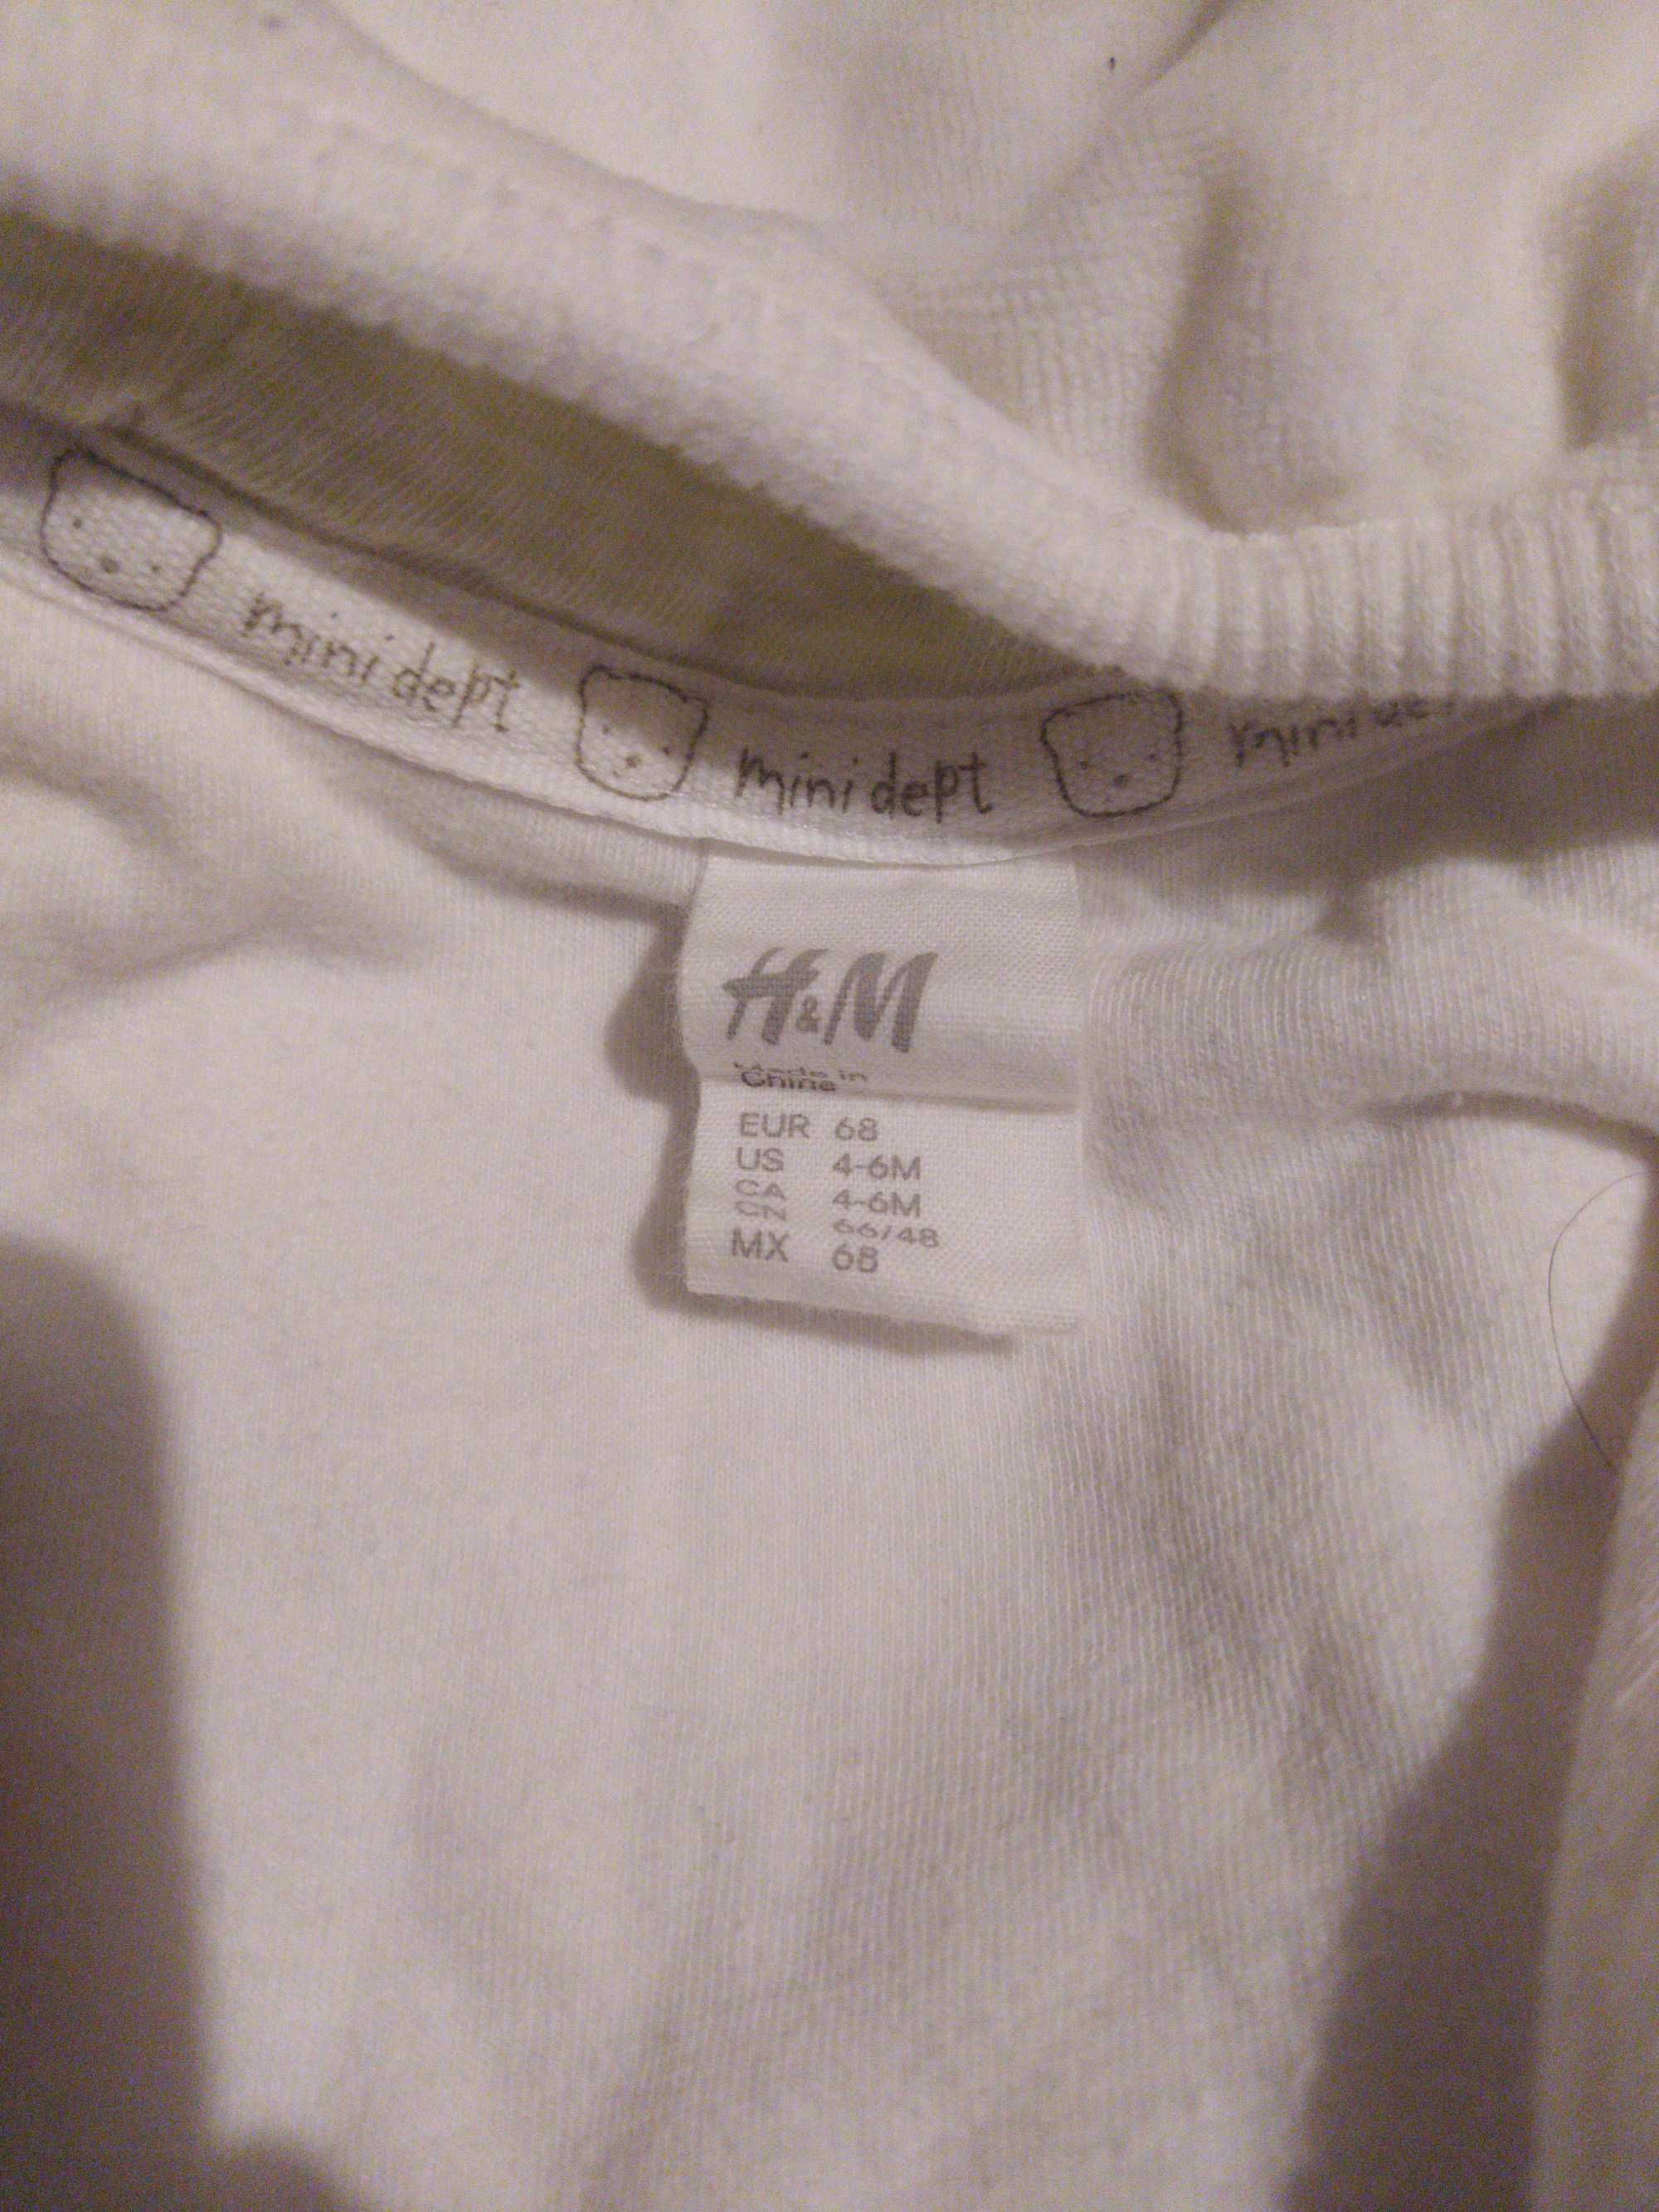 mini dept
mini dept
mini
H&M
Made in
China
EUR 68
US 4-6M
CA 4-6M
CN 66/48
MX 68